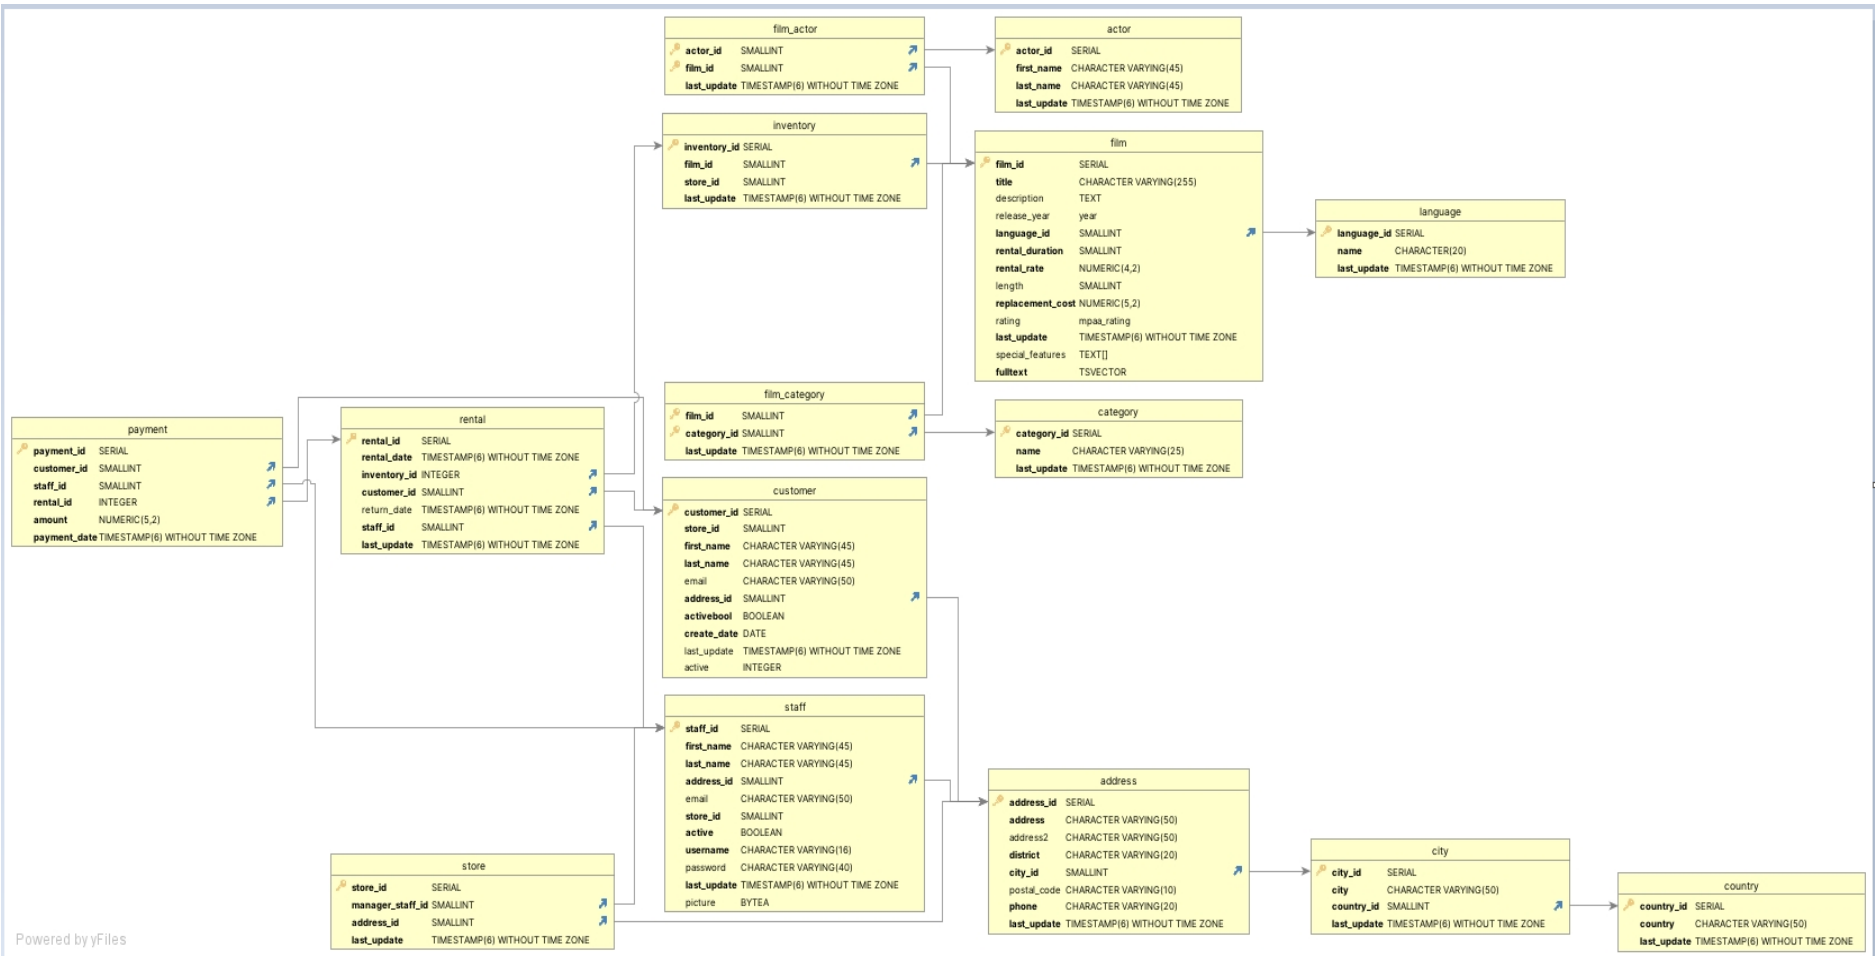 film_actor
actor_id SMALLINT
film_id SMALLINT
last_update TIMESTAMP(6) WITHOUT TIME ZONE
actor
actor_id SERIAL
first_name CHARACTER VARYING(45)
last_name CHARACTER VARYING(45)
last_update TIMESTAMP(6) WITHOUT TIME ZONE
inventory
inventory_id SERIAL
film_id SMALLINT
store_id SMALLINT
last_update TIMESTAMP(6) WITHOUT TIME ZONE
film
film_id SERIAL
title CHARACTER VARYING(255)
description TEXT
release_year year
language_id SMALLINT
rental_duration SMALLINT
rental_rate NUMERIC(4,2)
length SMALLINT
replacement_cost NUMERIC(5,2)
rating mpaa_rating
last_update TIMESTAMP(6) WITHOUT TIME ZONE
special_features TEXT[]
fulltext TSVECTOR
language
language_id SERIAL
name CHARACTER(20)
last_update TIMESTAMP(6) WITHOUT TIME ZONE
film_category
film_id SMALLINT
category_id SMALLINT
last_update TIMESTAMP(6) WITHOUT TIME ZONE
category
category_id SERIAL
name CHARACTER VARYING(25)
last_update TIMESTAMP(6) WITHOUT TIME ZONE
payment
payment_id SERIAL
customer_id SMALLINT
staff_id SMALLINT
rental_id INTEGER
amount NUMERIC(5,2)
payment_date TIMESTAMP(6) WITHOUT TIME ZONE
rental
rental_id SERIAL
rental_date TIMESTAMP(6) WITHOUT TIME ZONE
inventory_id INTEGER
customer_id SMALLINT
return_date TIMESTAMP(6) WITHOUT TIME ZONE
staff_id SMALLINT
last_update TIMESTAMP(6) WITHOUT TIME ZONE
customer
customer_id SERIAL
store_id SMALLINT
first_name CHARACTER VARYING(45)
last_name CHARACTER VARYING(45)
email CHARACTER VARYING(50)
address_id SMALLINT
activebool BOOLEAN
create_date DATE
last_update TIMESTAMP(6) WITHOUT TIME ZONE
active INTEGER
staff
staff_id SERIAL
first_name CHARACTER VARYING(45)
last_name CHARACTER VARYING(45)
address_id SMALLINT
email CHARACTER VARYING(50)
store_id SMALLINT
active BOOLEAN
username CHARACTER VARYING(16)
password CHARACTER VARYING(40)
last_update TIMESTAMP(6) WITHOUT TIME ZONE
picture BYTEA
store
store_id SERIAL
manager_staff_id SMALLINT
address_id SMALLINT
last_update TIMESTAMP(6) WITHOUT TIME ZONE
address
address_id SERIAL
address CHARACTER VARYING(50)
address2 CHARACTER VARYING(50)
district CHARACTER VARYING(20)
city_id SMALLINT
postal_code CHARACTER VARYING(10)
phone CHARACTER VARYING(20)
last_update TIMESTAMP(6) WITHOUT TIME ZONE
city
city_id SERIAL
city CHARACTER VARYING(50)
country_id SMALLINT
last_update TIMESTAMP(6) WITHOUT TIME ZONE
country
country_id SERIAL
country CHARACTER VARYING(50)
last_update TIMESTAMP(6) WITHOUT TIME ZONE
Powered by yFiles